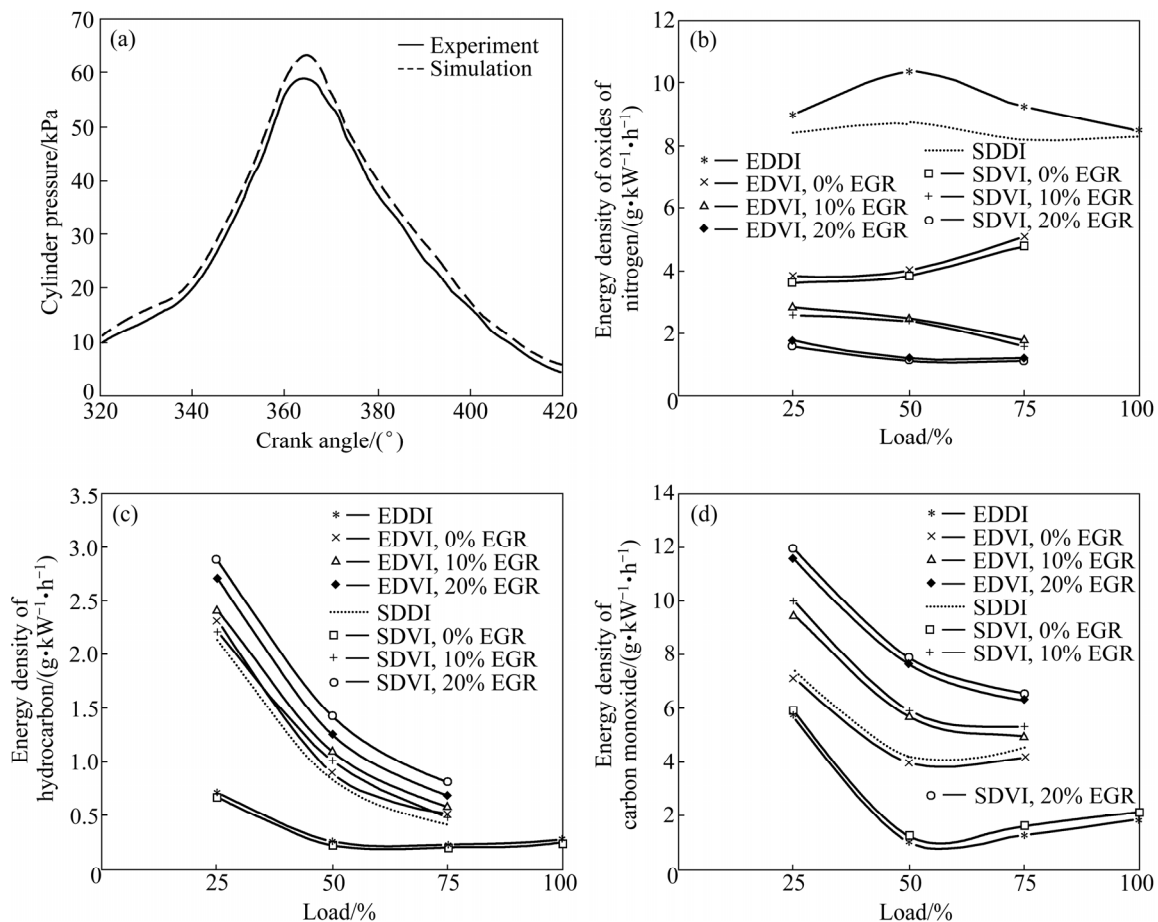 (a)
Experiment
Simulation
Cylinder pressure/kPa
70
60
50
40
30
20
10
0
320
340
360
380
400
420
Crank angle/(°)
(b)
Energy density of oxides of
nitrogen/(g•kW⁻¹•h⁻¹)
12
10
8
6
4
2
0
EDDI
EDVI, 0% EGR
EDVI, 10% EGR
EDVI, 20% EGR
SDDI
SDVI, 0% EGR
SDVI, 10% EGR
SDVI, 20% EGR
25
50
75
100
Load/%
(c)
Energy density of
hydrocarbon/(g•kW⁻¹•h⁻¹)
3.5
3.0
2.5
2.0
1.5
1.0
0.5
0
EDDI
EDVI, 0% EGR
EDVI, 10% EGR
EDVI, 20% EGR
SDDI
SDVI, 0% EGR
SDVI, 10% EGR
SDVI, 20% EGR
25
50
75
100
Load/%
(d)
Energy density of
carbon monoxide/(g•kW⁻¹•h⁻¹)
14
12
10
8
6
4
2
0
EDDI
EDVI, 0% EGR
EDVI, 10% EGR
EDVI, 20% EGR
SDDI
SDVI, 0% EGR
SDVI, 10% EGR
SDVI, 20% EGR
25
50
75
100
Load/%